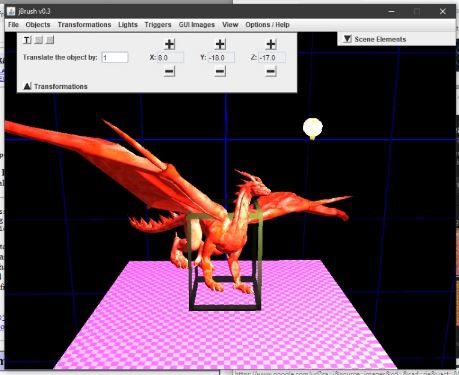 jBrush v0.3
File Objects Transformations Lights Triggers GUI Images View Options / Help
T
Scene Elements
Translate the object by: 1 X: 8.0 Y: -18.0 Z: -17.0
Transformations